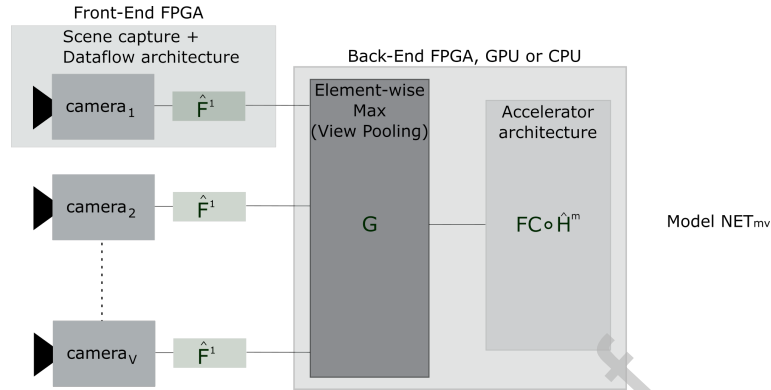 Front-End FPGA
Scene capture +
Dataflow architecture
camera₁
F̂¹
Back-End FPGA, GPU or CPU
Element-wise
Max
(View Pooling)
Accelerator
architecture
camera₂
F̂¹
G
FC∘Ĥᵐ
Model NETₘᵥ
cameraᵥ
F̂¹